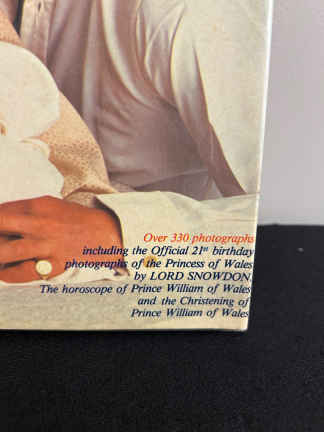 Over 330 photographs
including the Official 21st birthday
photographs of the Princess of Wales
by LORD SNOWDON.
The horoscope of Prince William of Wales
and the Christening of
Prince William of Wales